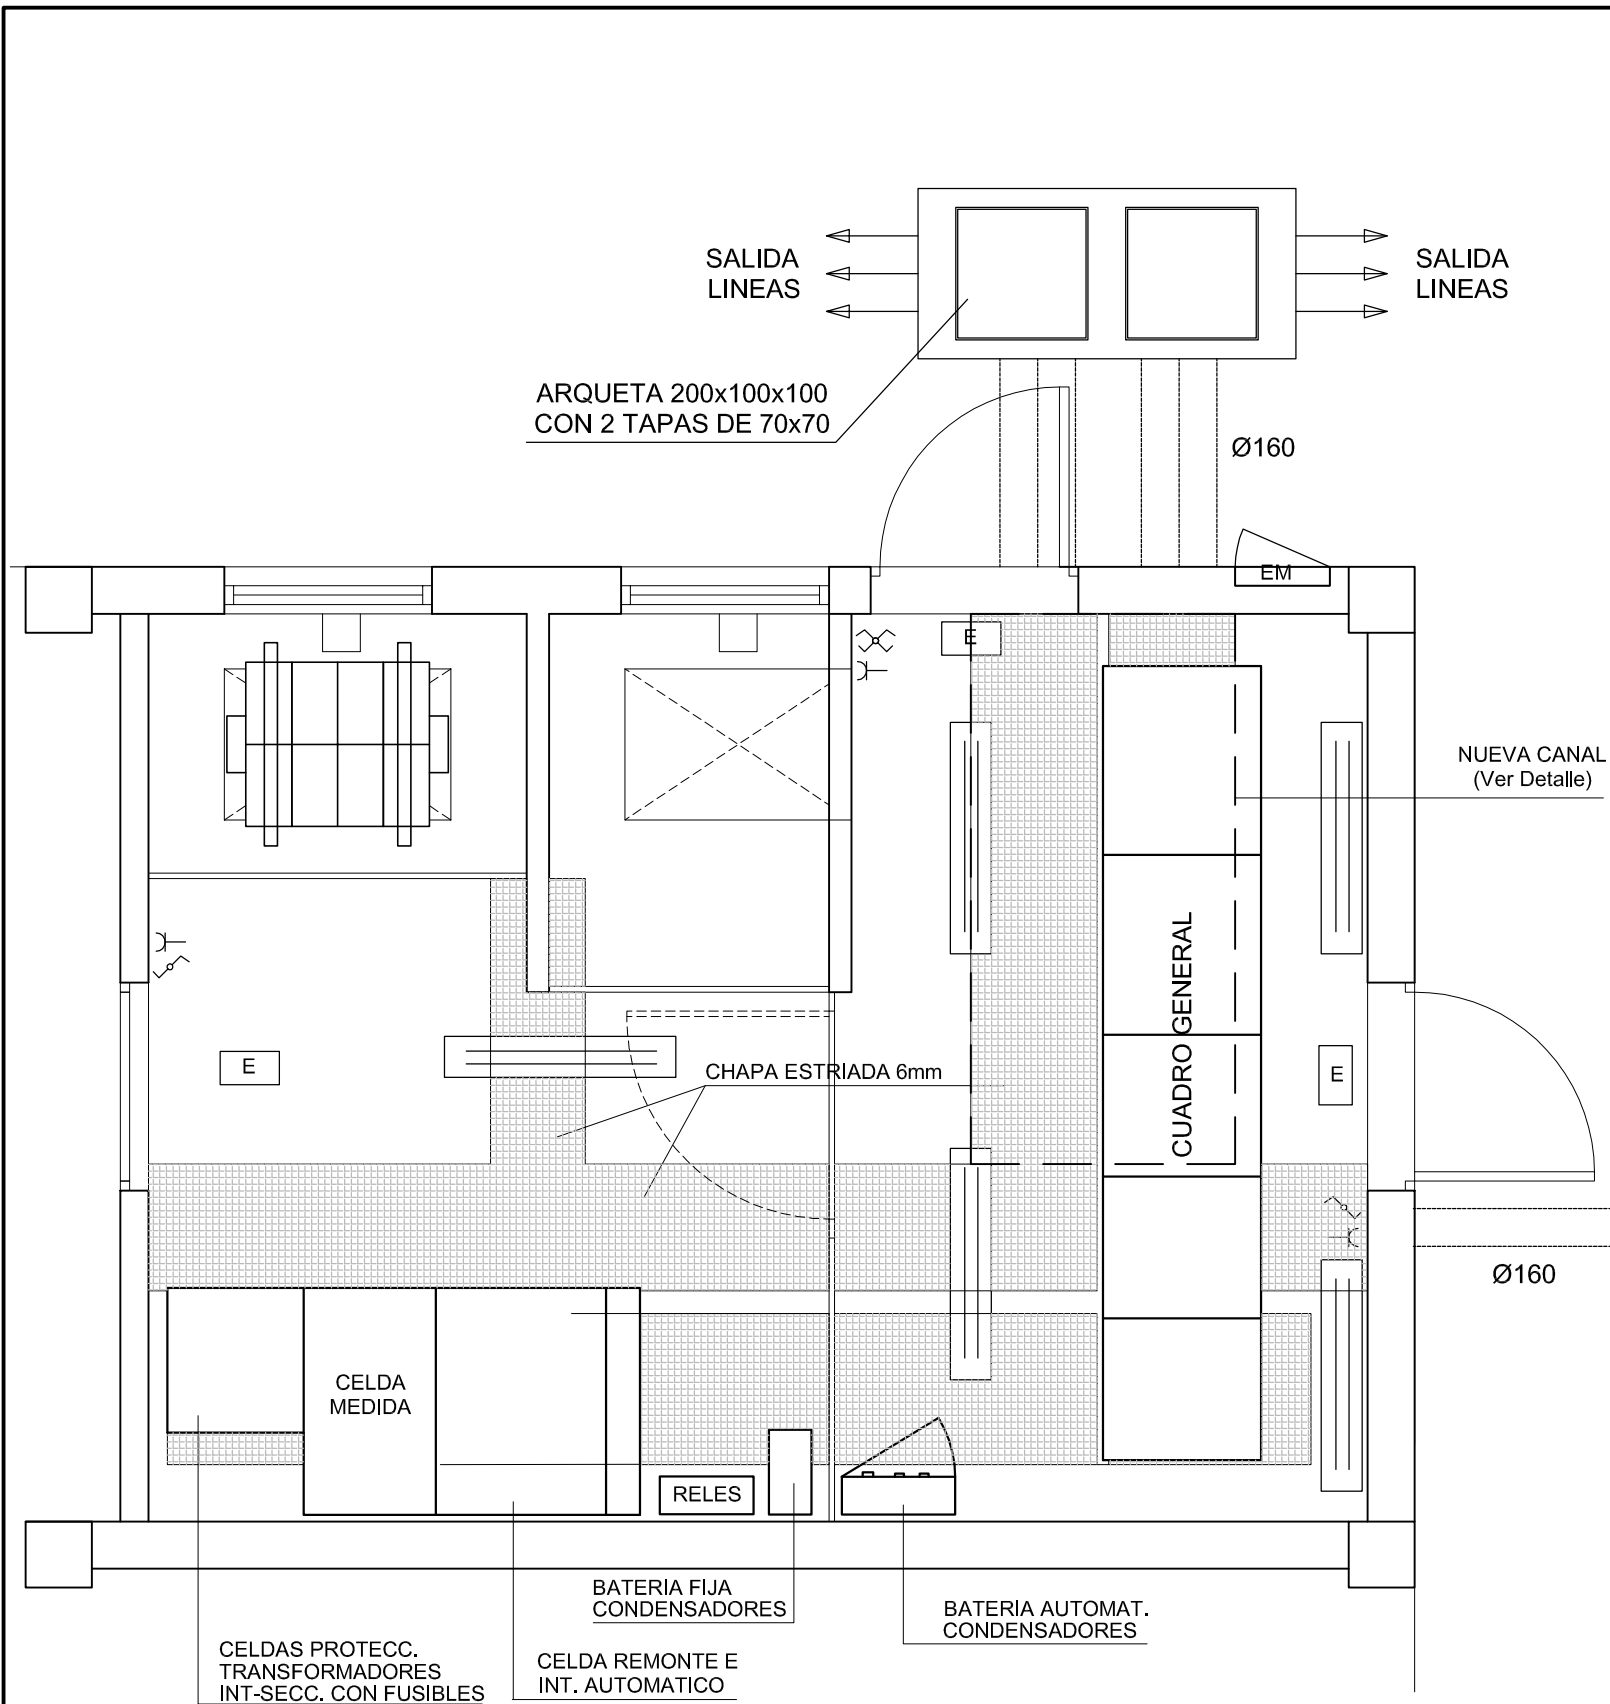 SALIDA
LINEAS
SALIDA
LINEAS
ARQUETA 200x100x100
CON 2 TAPAS DE 70x70
Ø160
EM
E
NUEVA CANAL
(Ver Detalle)
CUADRO GENERAL
E
CHAPA ESTRIADA 6mm
E
Ø160
CELDA
MEDIDA
RELES
BATERIA FIJA
CONDENSADORES
BATERIA AUTOMAT.
CONDENSADORES
CELDAS PROTECC.
TRANSFORMADORES
INT-SECC. CON FUSIBLES
CELDA REMONTE E
INT. AUTOMATICO